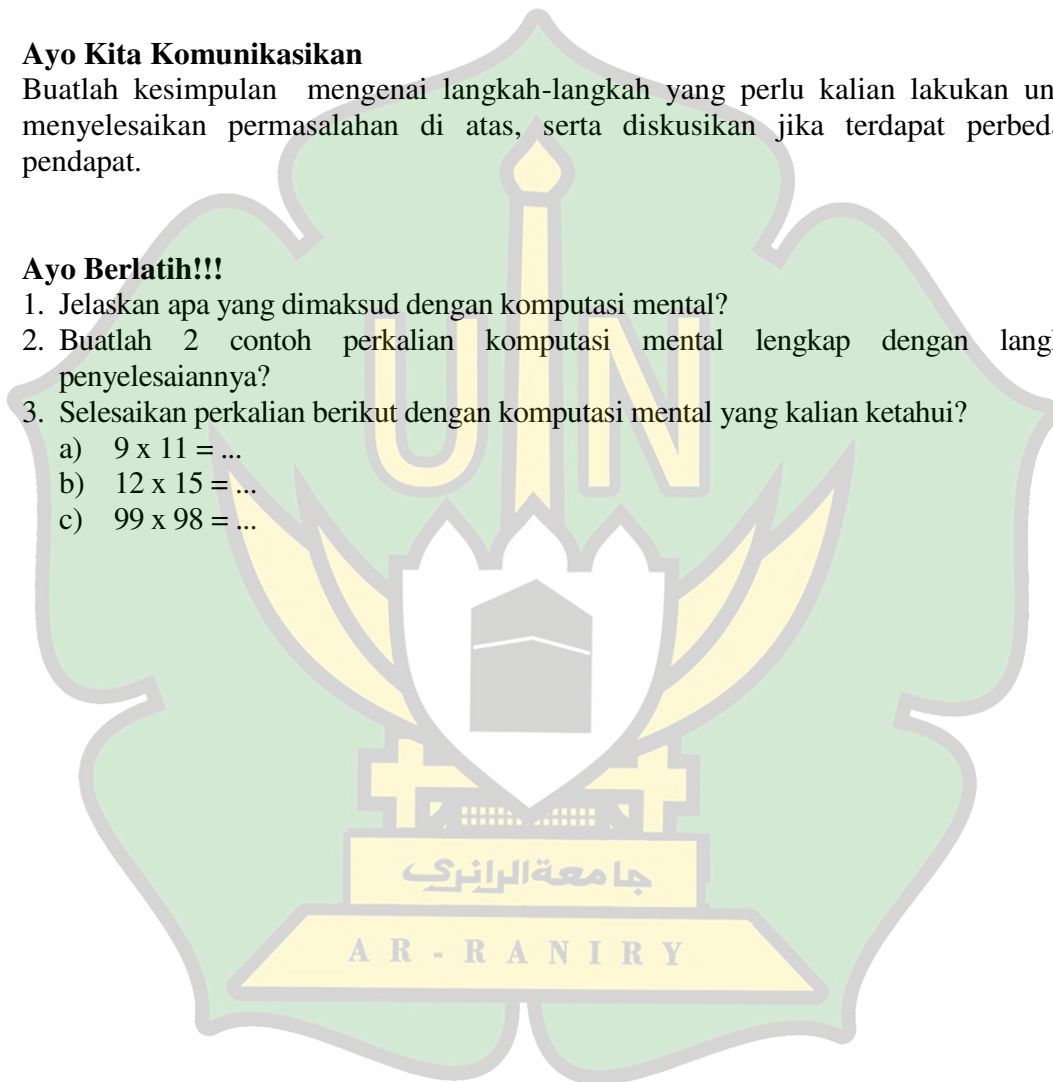 Ayo Kita Komunikasikan
Buatlah kesimpulan mengenai langkah-langkah yang perlu kalian lakukan un
menyelesaikan permasalahan di atas, serta diskusikan jika terdapat perbed
pendapat.
Ayo Berlatih!!!
1. Jelaskan apa yang dimaksud dengan komputasi mental?
2. Buatlah 2 contoh perkalian komputasi mental lengkap dengan lang
penyelesaiannya?
3. Selesaikan perkalian berikut dengan komputasi mental yang kalian ketahui?
a) 9 x 11 = ...
b) 12 x 15 = ...
c) 99 x 98 = ...
UIN
جامعة الرانري
AR-RANIRY